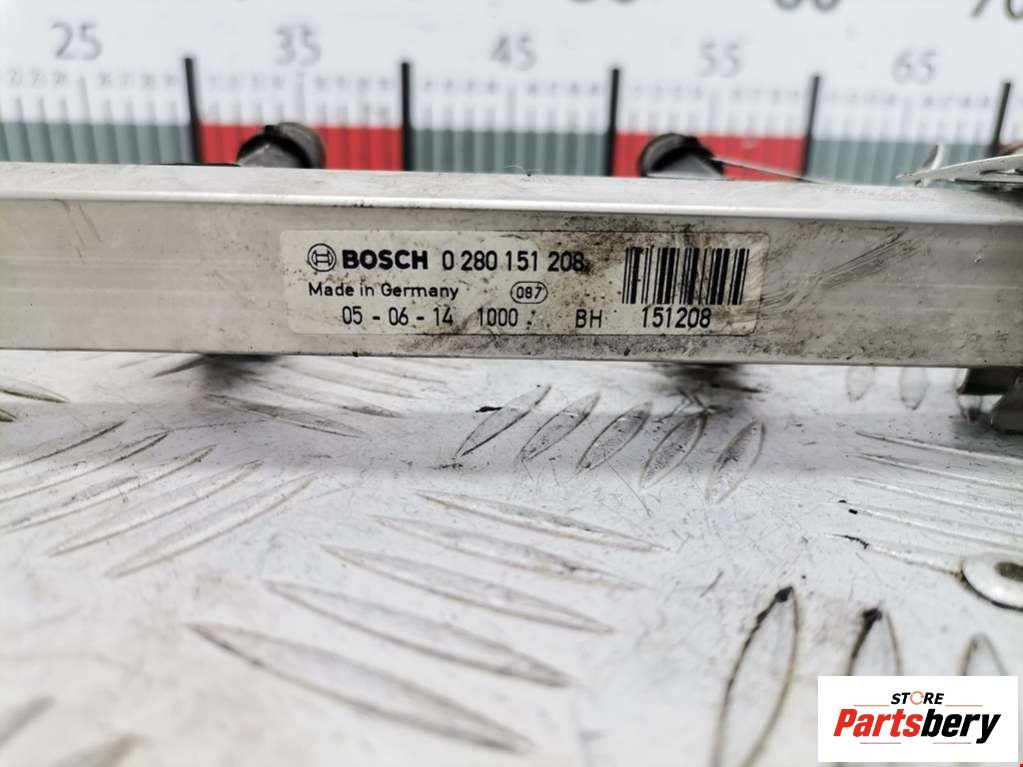 25 35 45 55 65
BOSCH 0 280 151 208
Made in Germany 087
05 - 06 - 14 1000 BH 151208
STORE
Partsbery